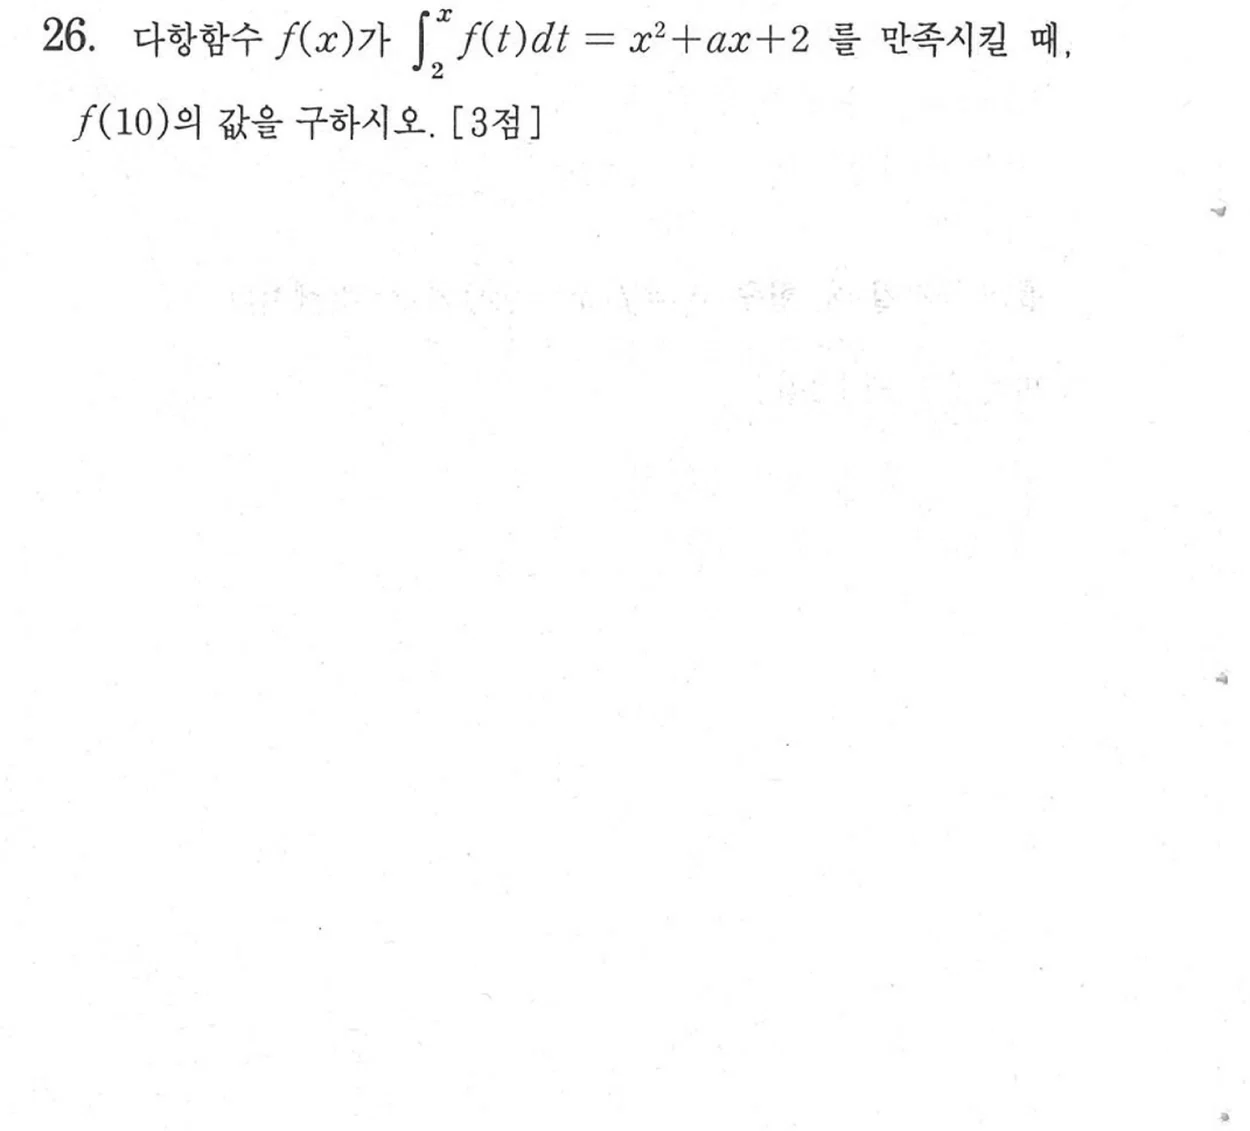 26. 다항함수 f(x)가 ∫₂ˣ f(t)dt = x²+ax+2 를 만족시킬 때,
f(10)의 값을 구하시오. [3점]